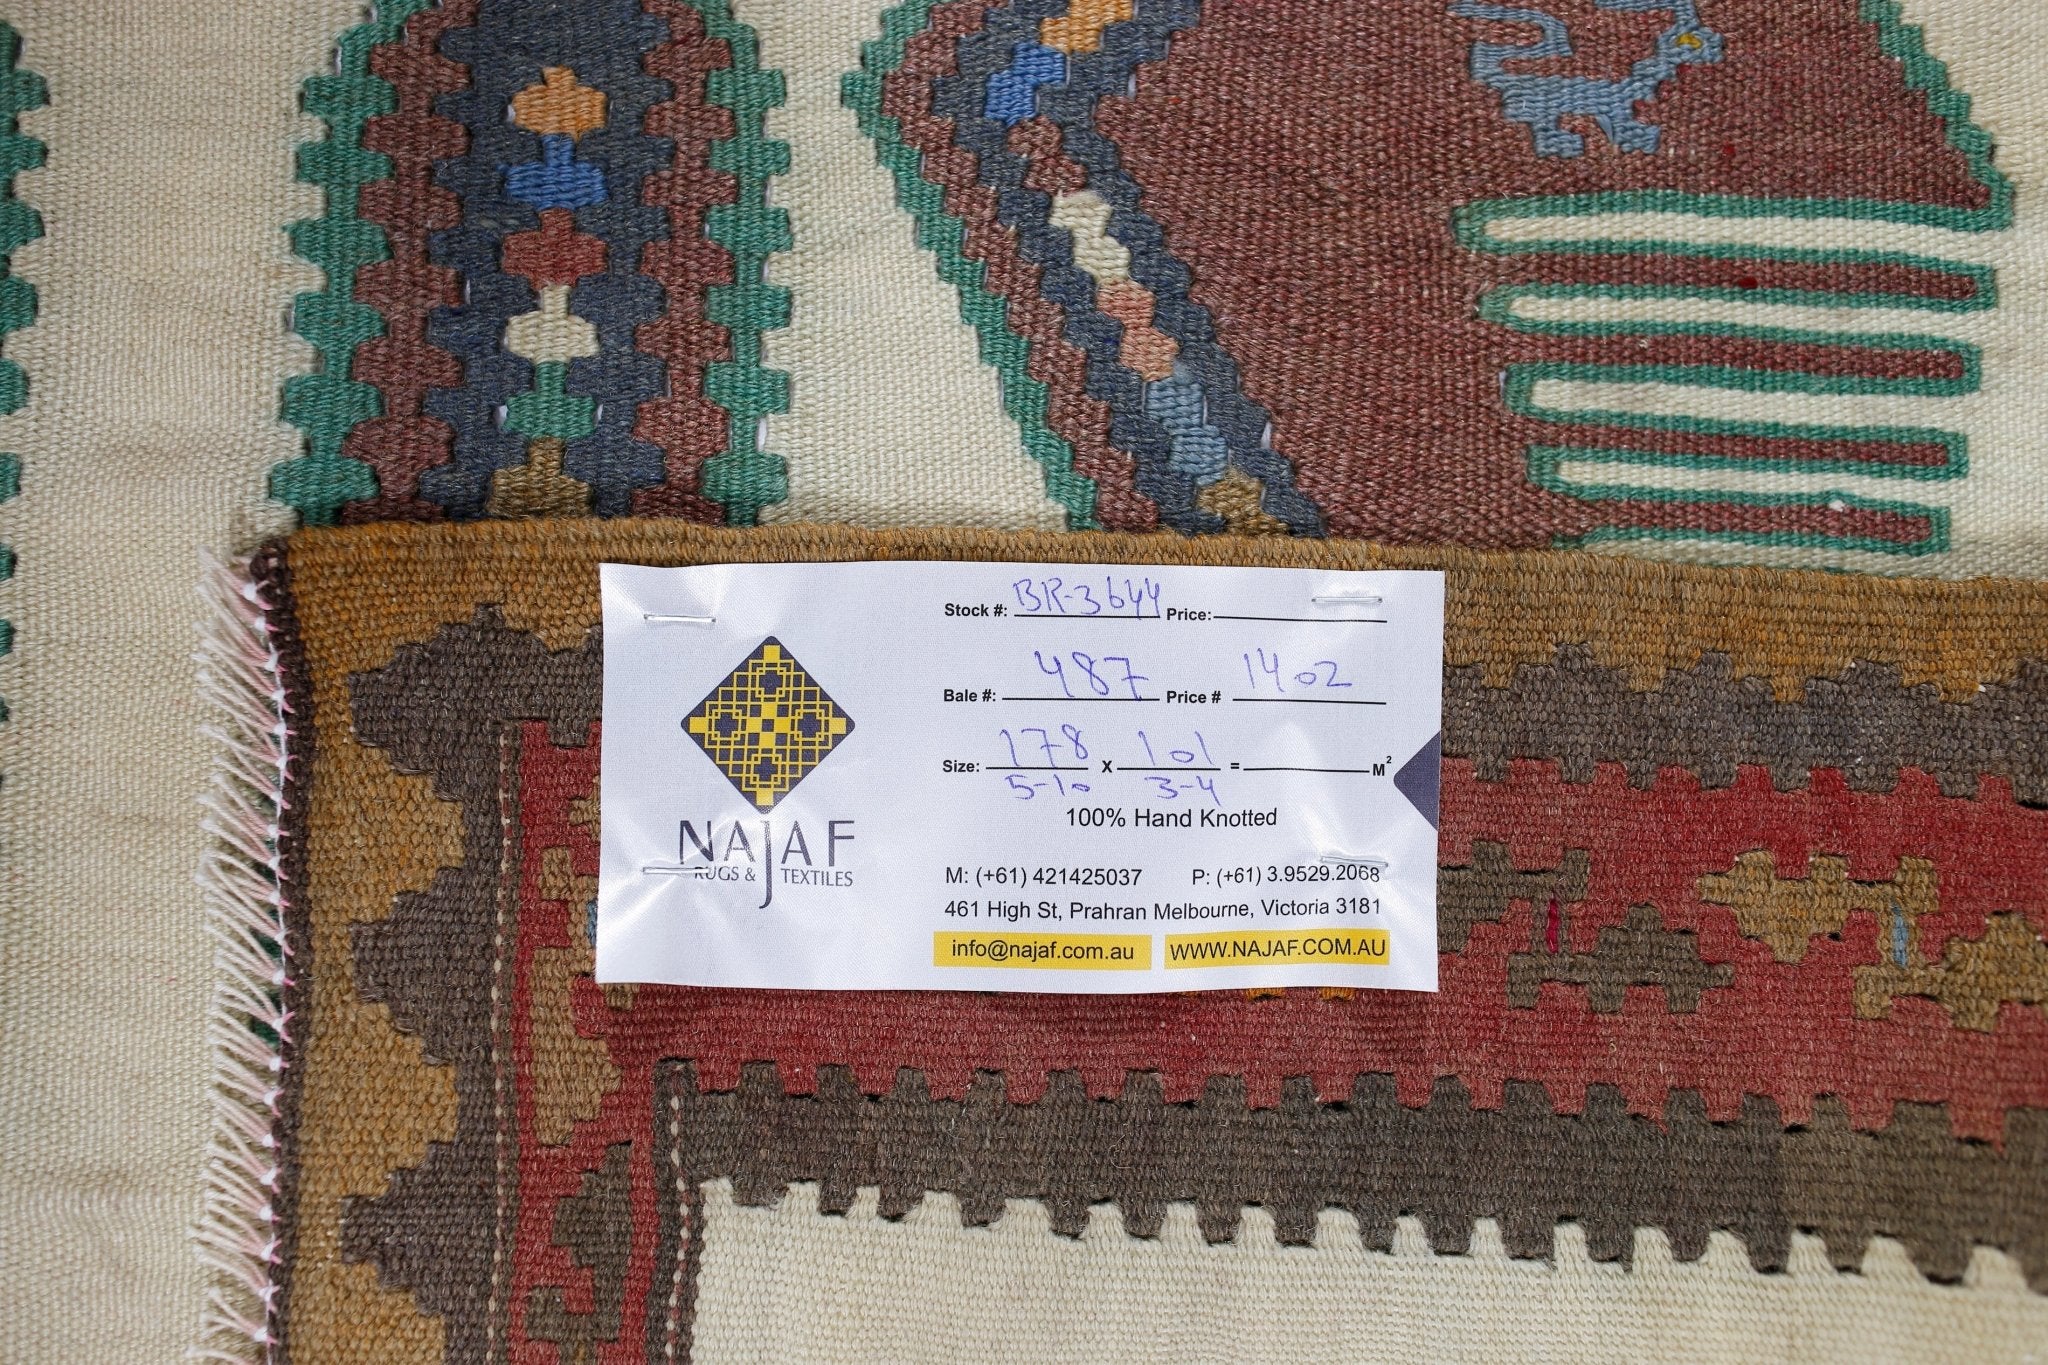 NAJAF
RUGS & TEXTILES
Stock #: BR-3644 Price:
Bale #: 487 Price # 1402
Size: 178 x 101 = M²
5-10 3-4
100% Hand Knotted
M: (+61) 421425037 P: (+61) 3.9529.2068
461 High St, Prahran Melbourne, Victoria 3181
info@najaf.com.au WWW.NAJAF.COM.AU